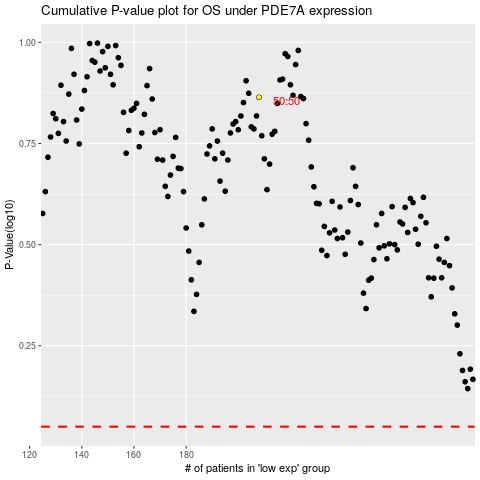 Cumulative P-value plot for OS under PDE7A expression
P-Value(log10)
1.00
0.75
0.50
0.25
50:50
120 140 160 180
# of patients in 'low exp' group